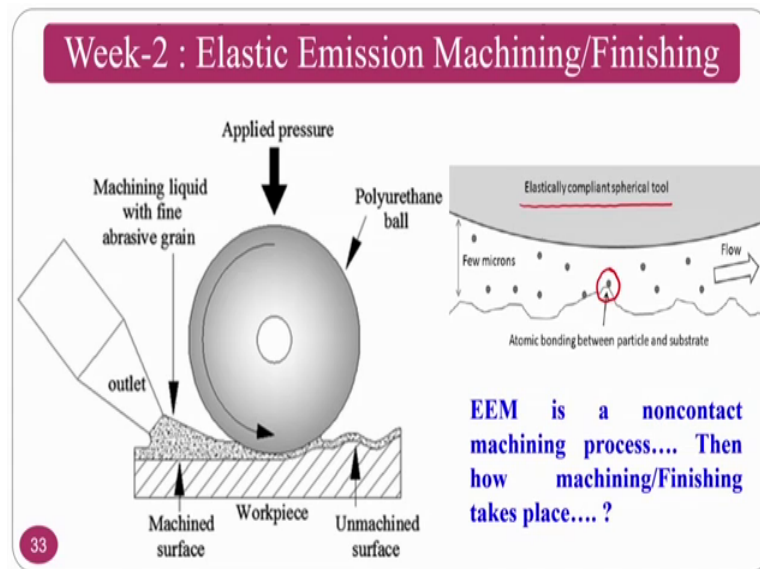 Week-2 : Elastic Emission Machining/Finishing
Applied pressure
Machining liquid
with fine
abrasive grain
Polyurethane
ball
outlet
Machined
surface
Workpiece
Unmachined
surface
Elastically compliant spherical tool
Few microns
Flow
Atomic bonding between particle and substrate
EEM is a noncontact
machining process.... Then
how machining/Finishing
takes place.... ?
33